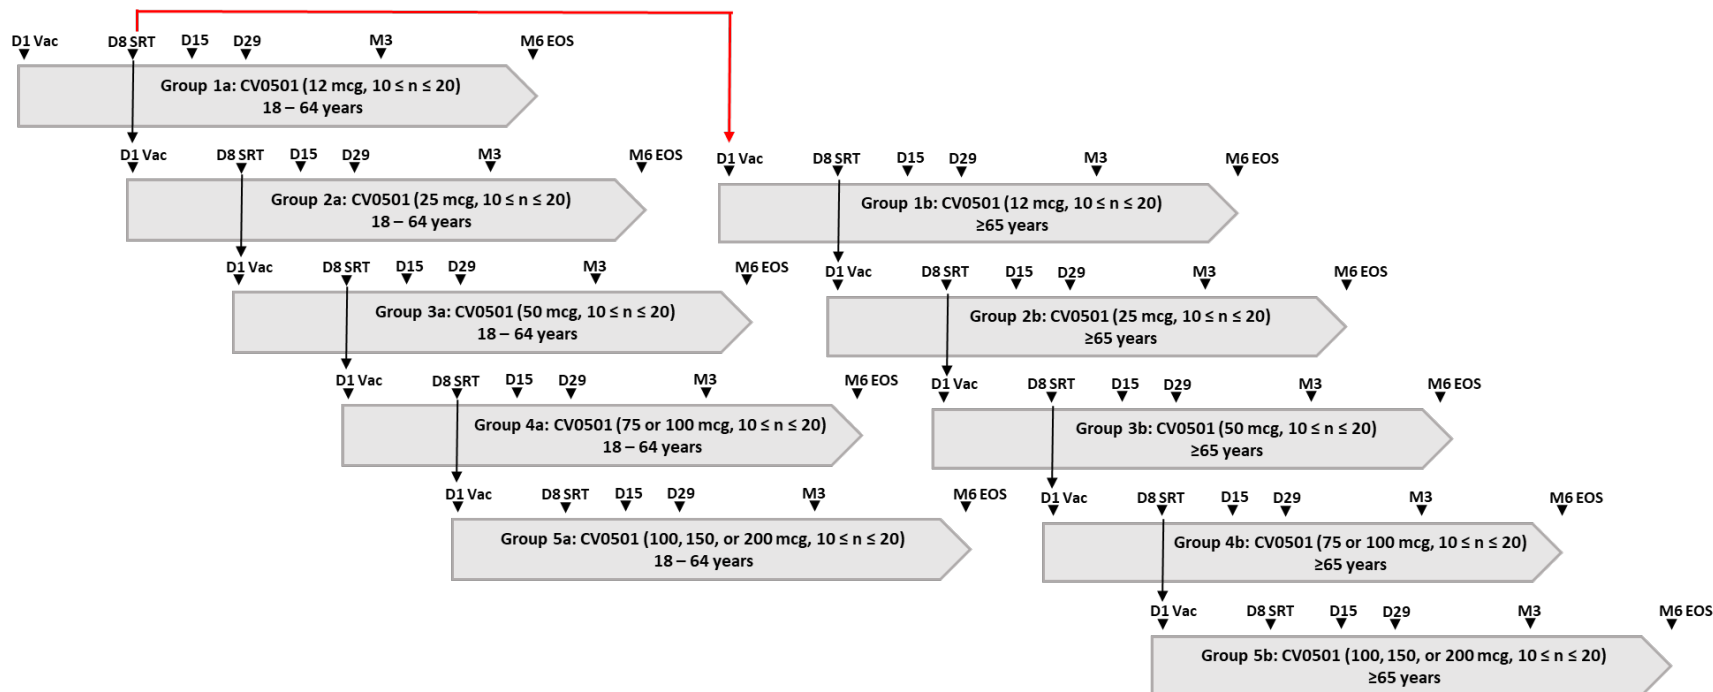 D1 Vac D8 SRT D15 D29 M3 M6 EOS
Group 1a: CV0501 (12 mcg, 10 ≤ n ≤ 20)
18 – 64 years
D1 Vac D8 SRT D15 D29 M3 M6 EOS
Group 2a: CV0501 (25 mcg, 10 ≤ n ≤ 20)
18 – 64 years
D1 Vac D8 SRT D15 D29 M3 M6 EOS
Group 3a: CV0501 (50 mcg, 10 ≤ n ≤ 20)
18 – 64 years
D1 Vac D8 SRT D15 D29 M3 M6 EOS
Group 4a: CV0501 (75 or 100 mcg, 10 ≤ n ≤ 20)
18 – 64 years
D1 Vac D8 SRT D15 D29 M3 M6 EOS
Group 5a: CV0501 (100, 150, or 200 mcg, 10 ≤ n ≤ 20)
18 – 64 years
D1 Vac D8 SRT D15 D29 M3 M6 EOS
Group 1b: CV0501 (12 mcg, 10 ≤ n ≤ 20)
≥65 years
D1 Vac D8 SRT D15 D29 M3 M6 EOS
Group 2b: CV0501 (25 mcg, 10 ≤ n ≤ 20)
≥65 years
D1 Vac D8 SRT D15 D29 M3 M6 EOS
Group 3b: CV0501 (50 mcg, 10 ≤ n ≤ 20)
≥65 years
D1 Vac D8 SRT D15 D29 M3 M6 EOS
Group 4b: CV0501 (75 or 100 mcg, 10 ≤ n ≤ 20)
≥65 years
D1 Vac D8 SRT D15 D29 M3 M6 EOS
Group 5b: CV0501 (100, 150, or 200 mcg, 10 ≤ n ≤ 20)
≥65 years